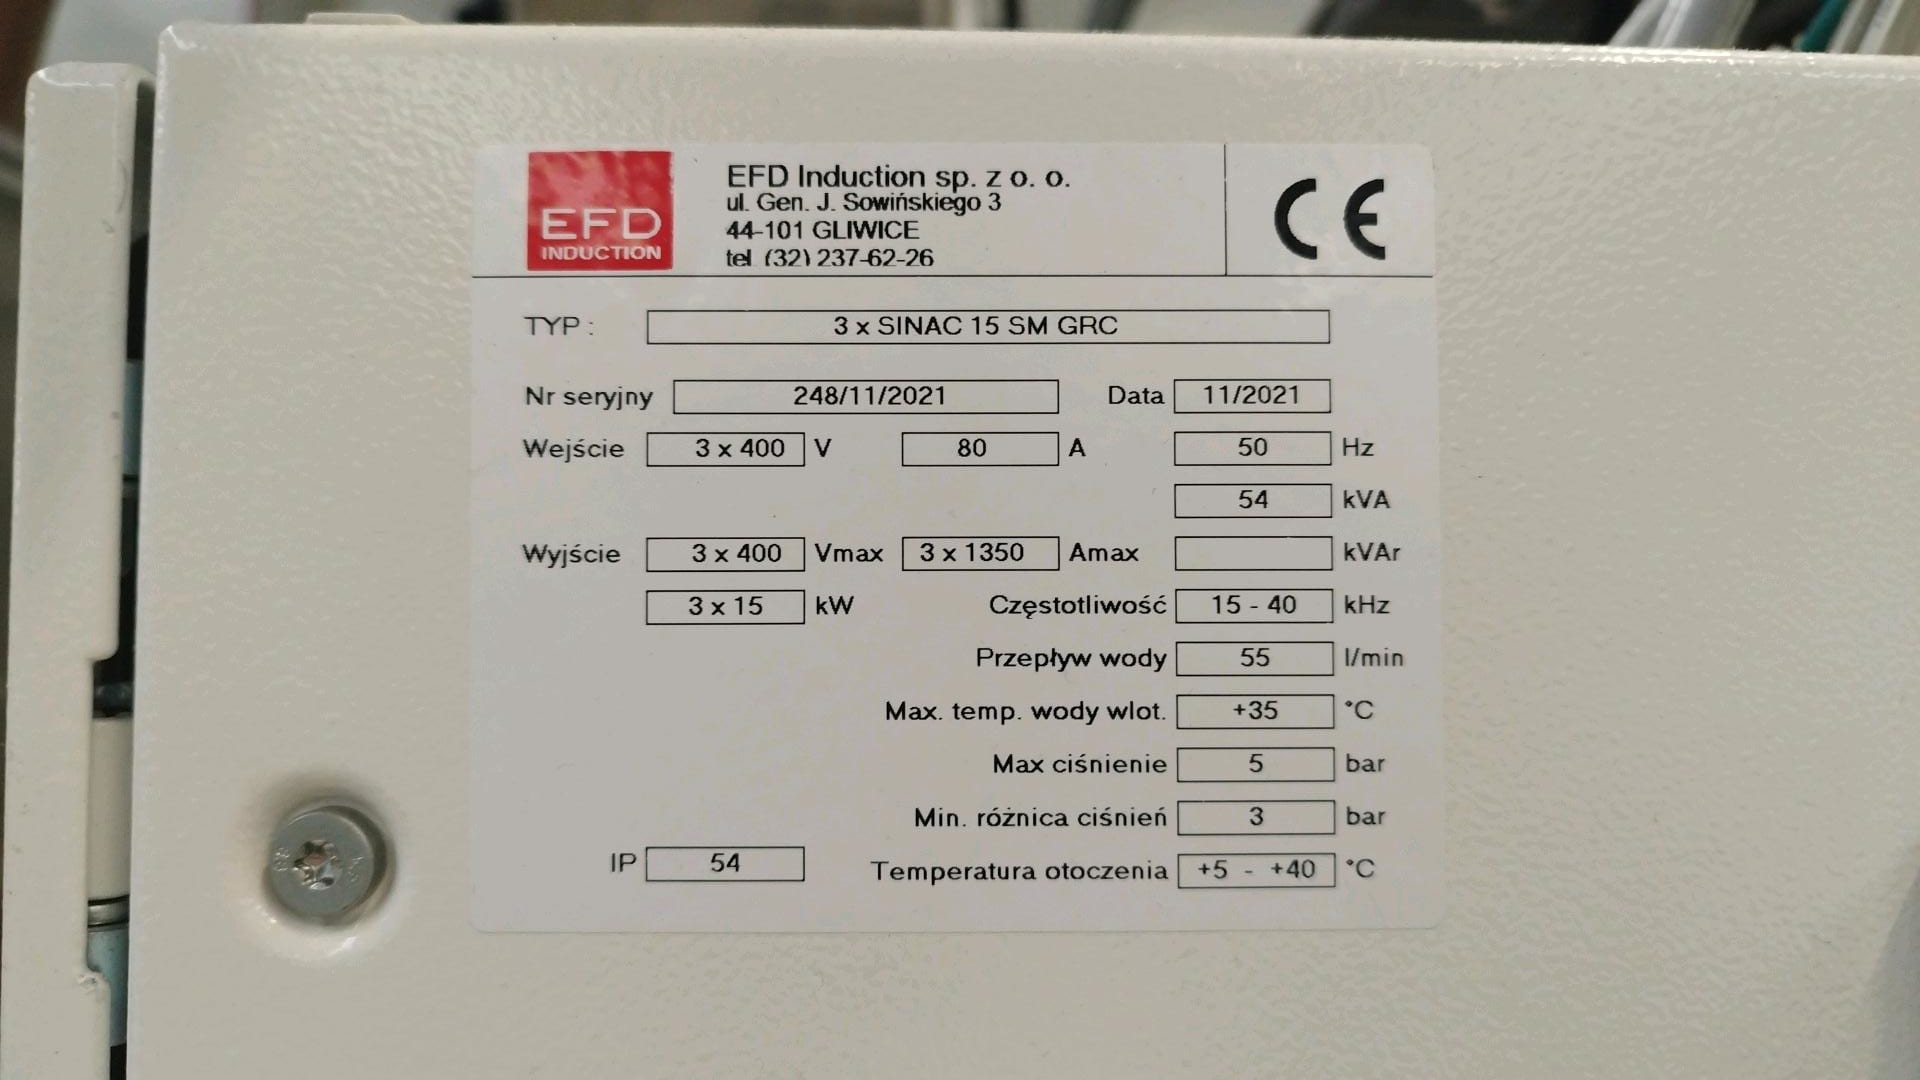 EFD
INDUCTION
EFD Induction sp. z o. o.
ul. Gen. J. Sowińskiego 3
44-101 GLIWICE
tel (32) 237-62-26
CE
TYP : 3 x SINAC 15 SM GRC
Nr seryjny 248/11/2021 Data 11/2021
Wejście 3 x 400 V 80 A 50 Hz
54 kVA
Wyjście 3 x 400 Vmax 3 x 1350 Amax kVAr
3 x 15 kW Częstotliwość 15 - 40 kHz
Przepływ wody 55 l/min
Max. temp. wody wlot. +35 °C
Max ciśnienie 5 bar
Min. różnica ciśnień 3 bar
IP 54 Temperatura otoczenia +5 - +40 °C